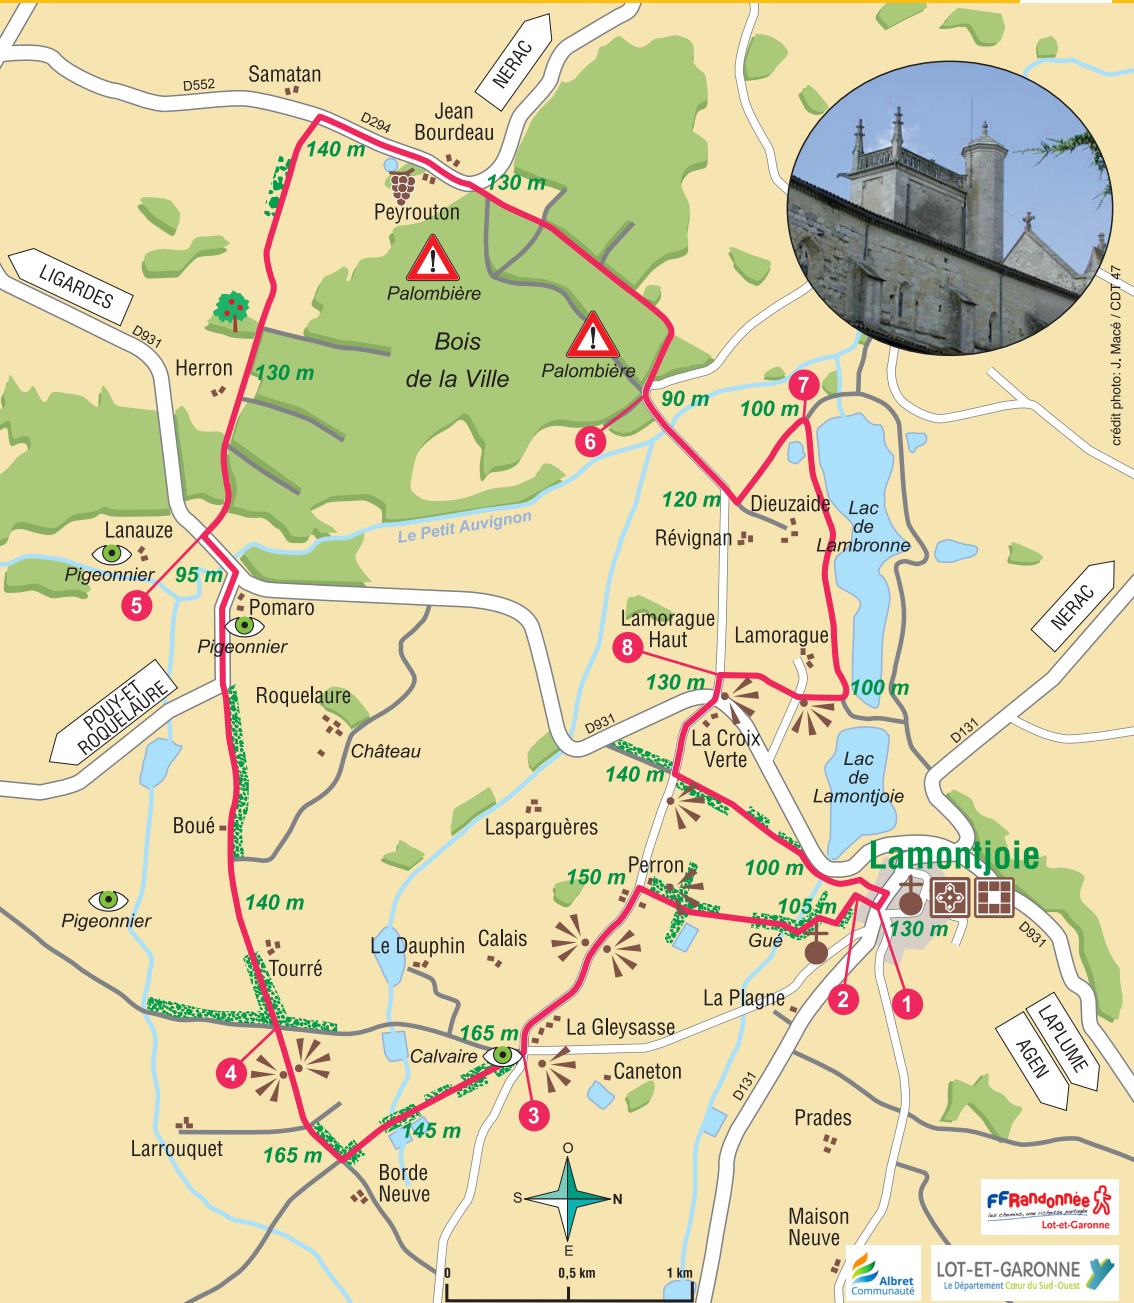 NERAC
Samatan
D552
Jean
Bourdeau
D294
140 m
130 m
Peyrouton
Palombière
LIGARDES
D931
Bois
de la Ville
Palombière
Herron
130 m
90 m
7
100 m
6
crédit photo: J. Macé / CDT 47
120 m
Dieuzaide
Révignan
Lac
de
Lambronne
Le Petit Auvignon
Lanauze
Pigeonnier
95 m
5
Pomaro
Pigeonnier
NERAC
Lamorague
Haut
Lamorague
8
130 m
100 m
POUY-ET
ROQUELAURE
Roquelaure
Château
D931
La Croix
Verte
D131
140 m
Lac
de
Lamontjoie
Boué
Lasparguères
Lamontjoie
Perron
100 m
150 m
140 m
105 m
Pigeonnier
Gué
130 m
D931
Le Dauphin
Calais
Tourré
La Plagne
2
1
LAPLUME
AGEN
165 m
La Gleysasse
Calvaire
4
Caneton
3
D131
145 m
Prades
Larrouquet
165 m
Borde
Neuve
O
S
N
E
Maison
Neuve
0
0,5 km
1 km
FFRandonnée
les chemins, une richesse partagée
Lot-et-Garonne
Albret
Communauté
LOT-ET-GARONNE
Le Département Cœur du Sud-Ouest